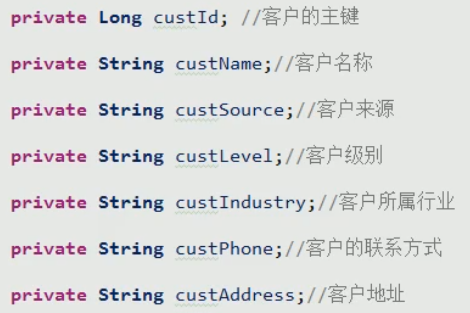 private Long custId; //客户的主键
private String custName;//客户名称
private String custSource;//客户来源
private String custLevel;//客户级别
private String custIndustry;//客户所属行业
private String custPhone;//客户的联系方式
private String custAddress;//客户地址